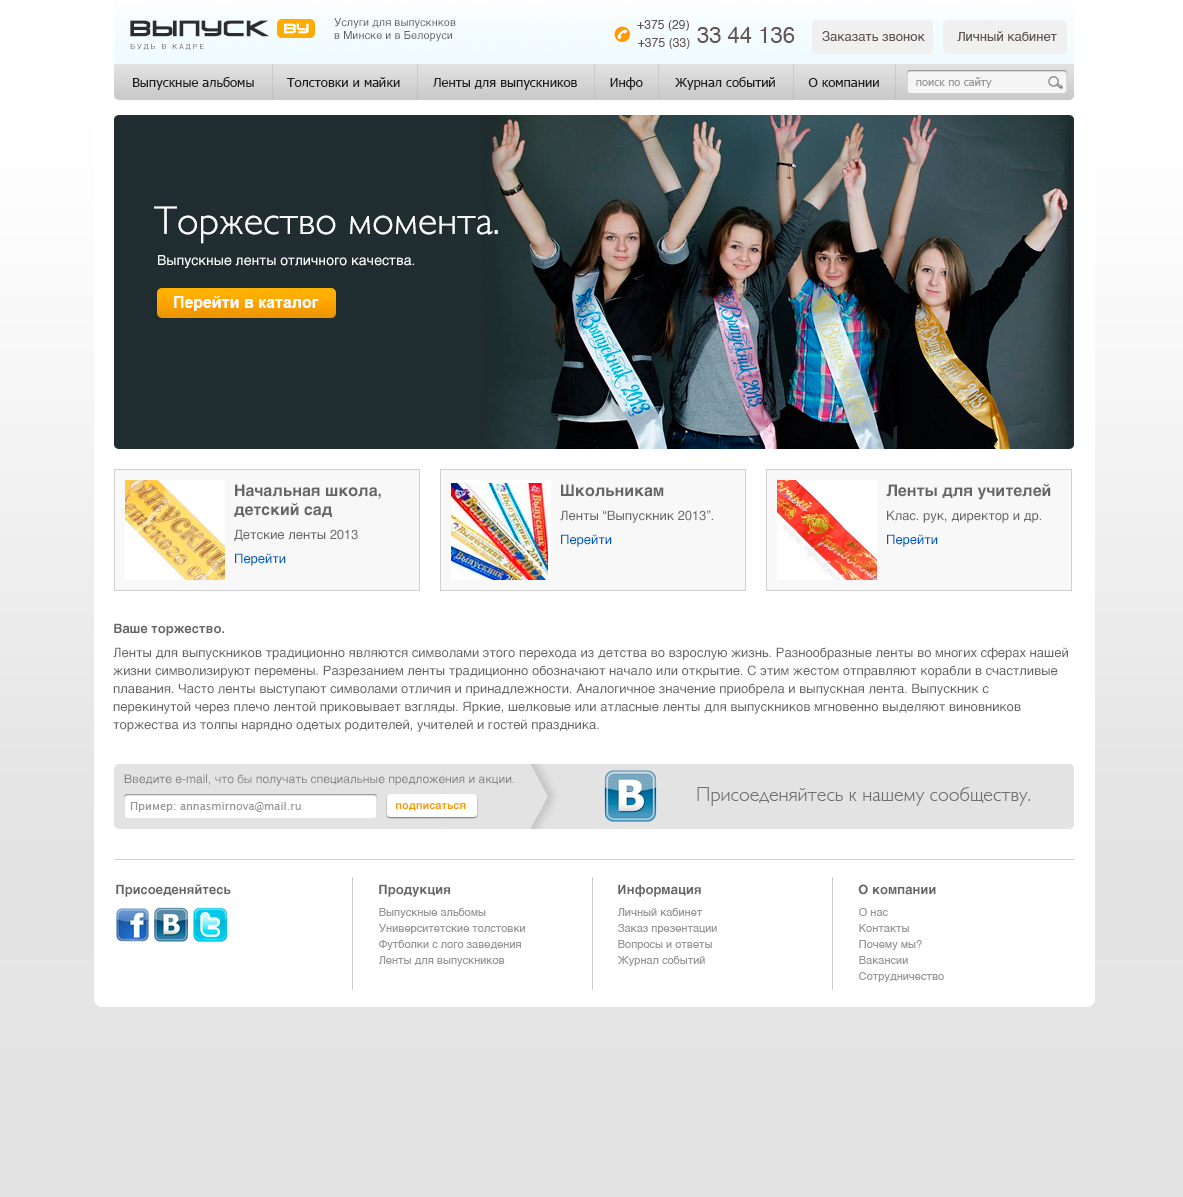 ВЫПУСК BY
БУДЬ В КАДРЕ
Услуги для выпускнков
в Минске и в Белоруси
+375 (29)
+375 (33)
33 44 136
Заказать звонок
Личный кабинет
Выпускные альбомы
Толстовки и майки
Ленты для выпускников
Инфо
Журнал событий
О компании
поиск по сайту
Торжество момента.
Выпускные ленты отличного качества.
Перейти в каталог
Выпускник 2013
Выпускник 2013
Выпускник 2013
Выпускник 2013
Начальная школа,
детский сад
Детские ленты 2013
Перейти
Школьникам
Ленты “Выпускник 2013”.
Перейти
Ленты для учителей
Клас. рук, директор и др.
Перейти
Ваше торжество.
Ленты для выпускников традиционно являются символами этого перехода из детства во взрослую жизнь. Разнообразные ленты во многих сферах нашей
жизни символизируют перемены. Разрезанием ленты традиционно обозначают начало или открытие. С этим жестом отправляют корабли в счастливые
плавания. Часто ленты выступают символами отличия и принадлежности. Аналогичное значение приобрела и выпускная лента. Выпускник с
перекинутой через плечо лентой приковывает взгляды. Яркие, шелковые или атласные ленты для выпускников мгновенно выделяют виновников
торжества из толпы нарядно одетых родителей, учителей и гостей праздника.
Введите e-mail, что бы получать специальные предложения и акции.
Пример: annasmirnova@mail.ru
подписаться
В
Присоеденяйтесь к нашему сообществу.
Присоеденяйтесь
f
В
t
Продукция
Выпускные альбомы
Университетские толстовки
Футболки с лого заведения
Ленты для выпускников
Информация
Личный кабинет
Заказ презентации
Вопросы и ответы
Журнал событий
О компании
О нас
Контакты
Почему мы?
Вакансии
Сотрудничество